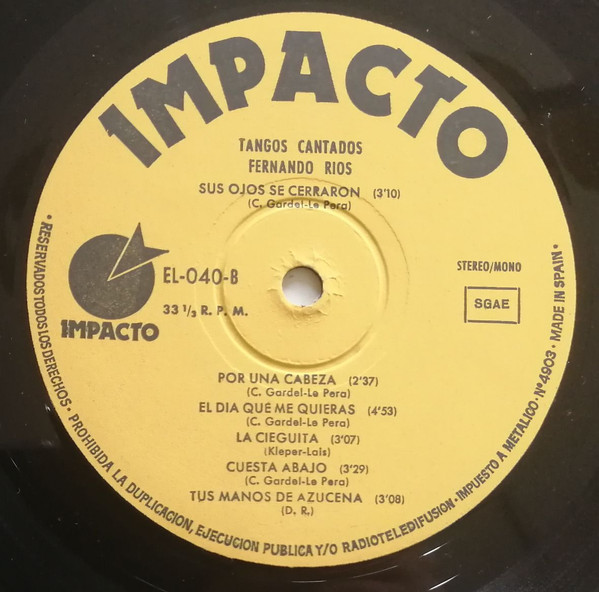 IMPACTO
TANGOS CANTADOS
FERNANDO RIOS
SUS OJOS SE CERRARON (3'10)
(C. Gardel-Le Pera)
EL-040-B
33 1/3 R. P. M.
IMPACTO
STEREO/MONO
SGAE
POR UNA CABEZA (2'37)
(C. Gardel-Le Pera)
EL DIA QUE ME QUIERAS (4'53)
(C. Gardel-Le Pera)
LA CIEGUITA (3'07)
(Kleper-Lais)
CUESTA ABAJO (3'29)
(C. Gardel-Le Pera)
TUS MANOS DE AZUCENA (3'08)
(D. R.)
• RESERVADOS TODOS LOS DERECHOS • PROHIBIDA LA DUPLICACION, EJECUCION PUBLICA Y/O RADIOTELEDIFUSION • IMPUESTO A METALICO • Nº 4903 • MADE IN SPAIN •